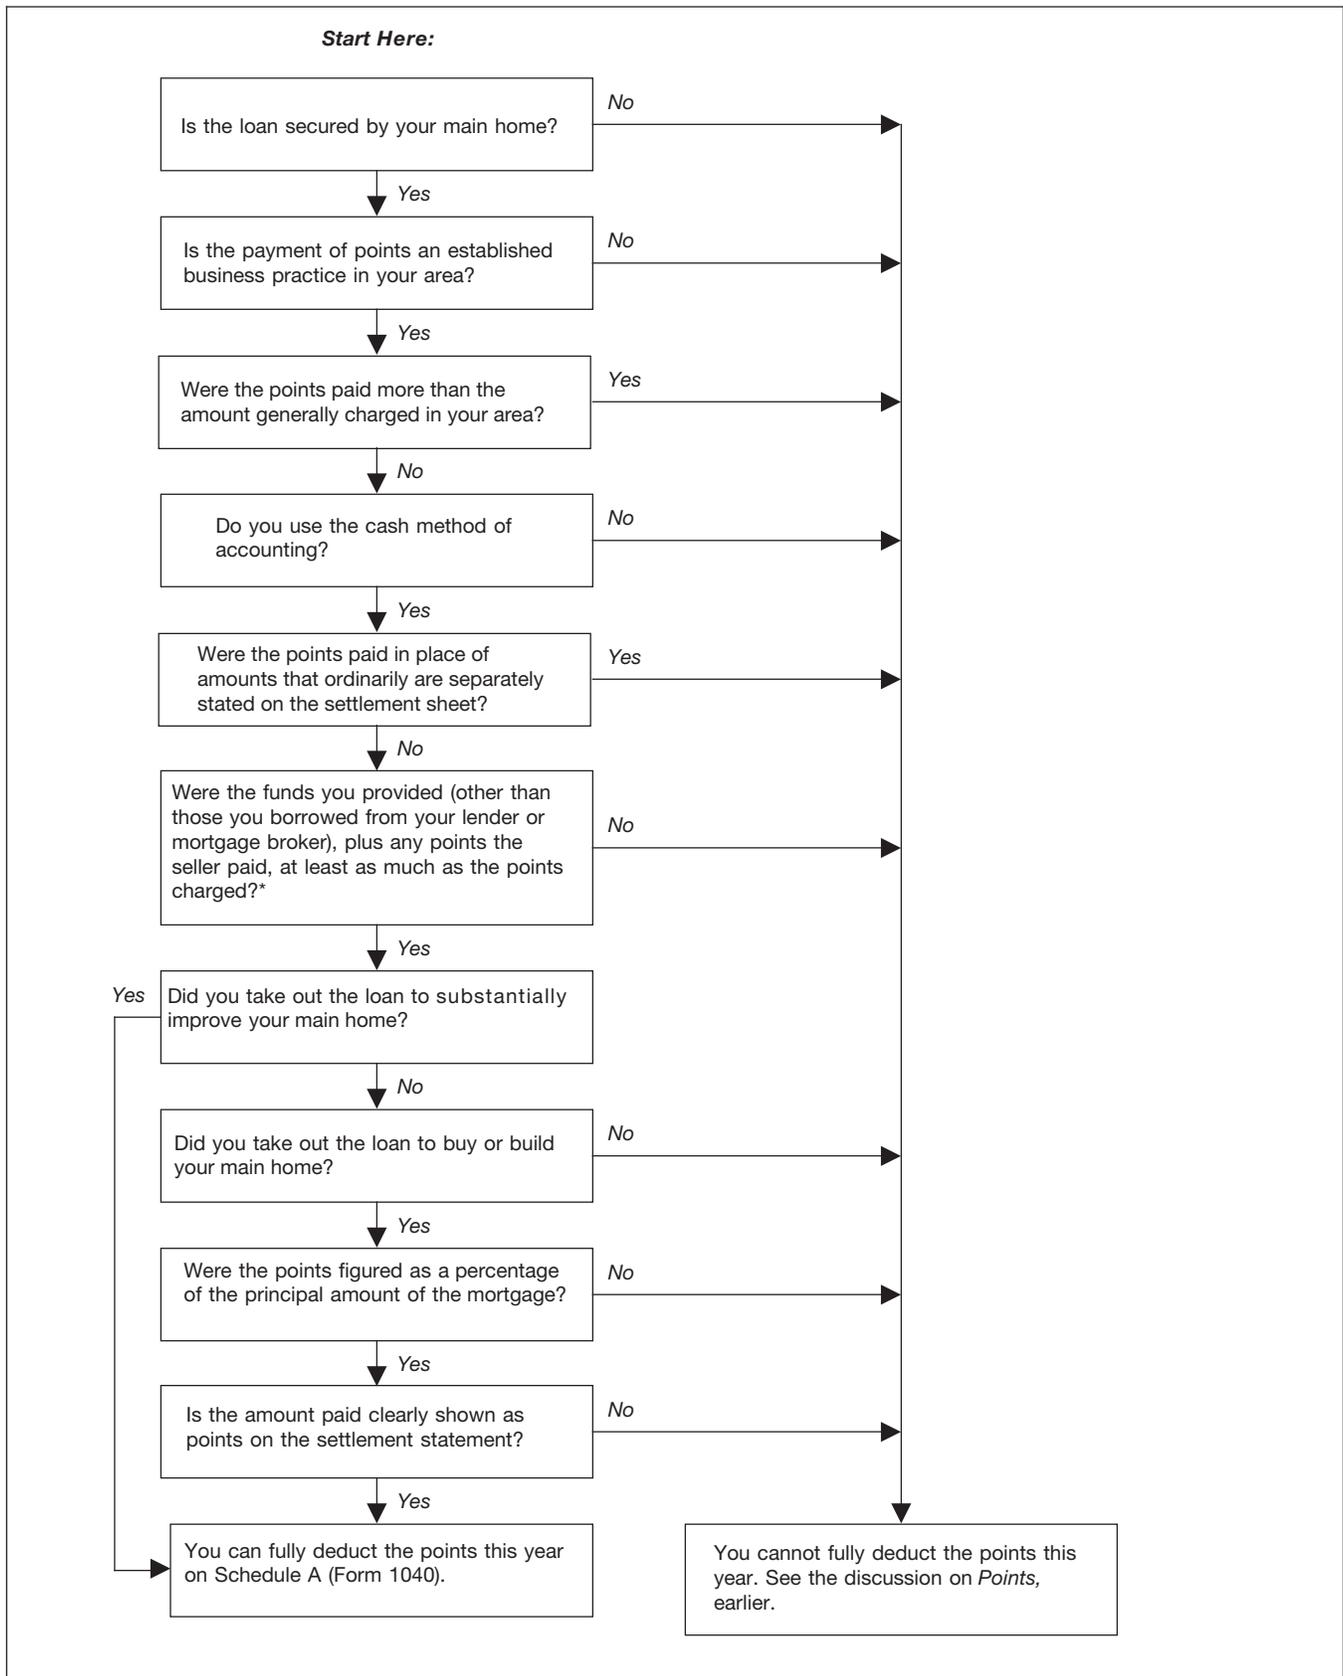 Start Here:
Is the loan secured by your main home?
No
Yes
Is the payment of points an established
business practice in your area?
No
Yes
Were the points paid more than the
amount generally charged in your area?
Yes
No
Do you use the cash method of
accounting?
No
Yes
Were the points paid in place of
amounts that ordinarily are separately
stated on the settlement sheet?
Yes
No
Were the funds you provided (other than
those you borrowed from your lender or
mortgage broker), plus any points the
seller paid, at least as much as the points
charged?*
No
Yes
Yes
Did you take out the loan to substantially
improve your main home?
No
Did you take out the loan to buy or build
your main home?
No
Yes
Were the points figured as a percentage
of the principal amount of the mortgage?
No
Yes
Is the amount paid clearly shown as
points on the settlement statement?
No
Yes
You can fully deduct the points this year
on Schedule A (Form 1040).
You cannot fully deduct the points this
year. See the discussion on Points,
earlier.